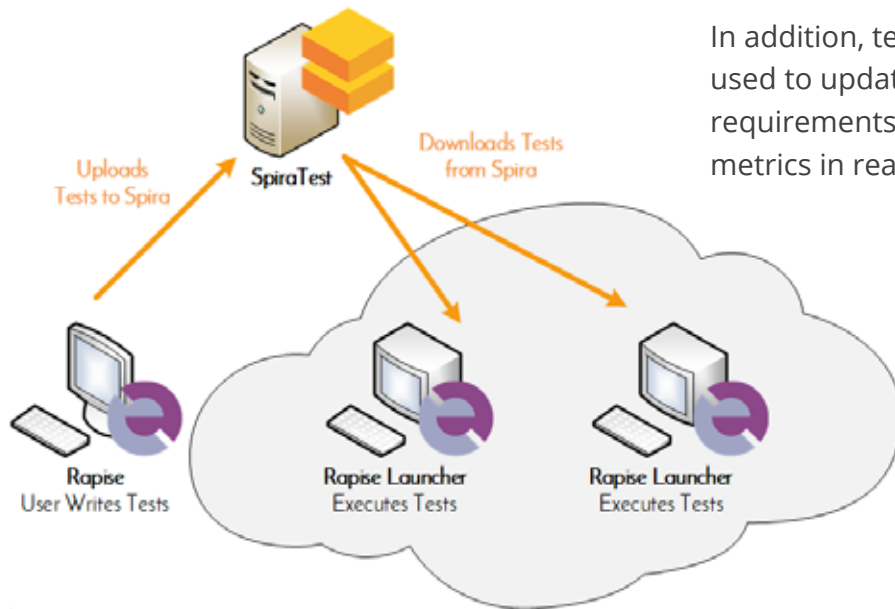 In addition, te
used to updat
requirements
metrics in rea
Uploads
Tests to Spira
SpiraTest
Downloads Tests
from Spira
Rapise
User Writes Tests
Rapise Launcher
Executes Tests
Rapise Launcher
Executes Tests